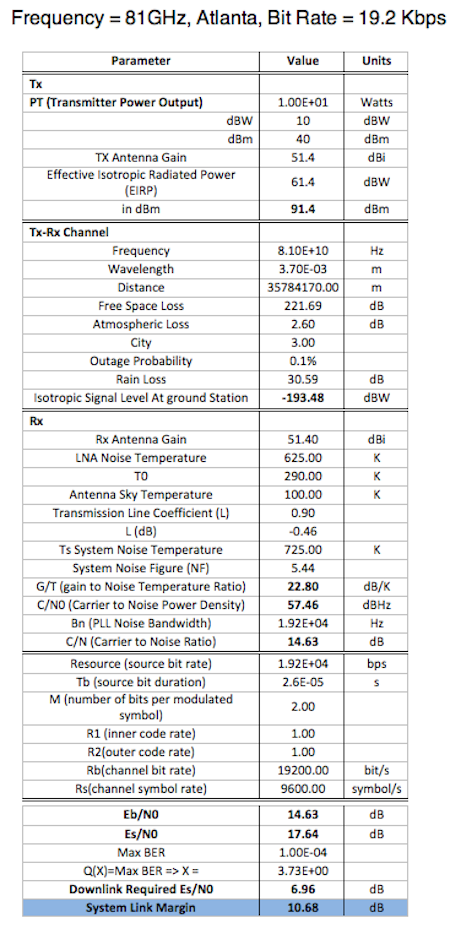 Frequency = 81GHz, Atlanta, Bit Rate = 19.2 Kbps
Parameter Value Units
Tx
PT (Transmitter Power Output) 1.00E+01 Watts
dBW 10 dBW
dBm 40 dBm
TX Antenna Gain 51.4 dBi
Effective Isotropic Radiated Power
(EIRP) 61.4 dBW
in dBm 91.4 dBm
Tx-Rx Channel
Frequency 8.10E+10 Hz
Wavelength 3.70E-03 m
Distance 35784170.00 m
Free Space Loss 221.69 dB
Atmospheric Loss 2.60 dB
City 3.00
Outage Probability 0.1%
Rain Loss 30.59 dB
Isotropic Signal Level At ground Station -193.48 dBW
Rx
Rx Antenna Gain 51.40 dBi
LNA Noise Temperature 625.00 K
T0 290.00 K
Antenna Sky Temperature 100.00 K
Transmission Line Coefficient (L) 0.90
L (dB) -0.46
Ts System Noise Temperature 725.00 K
System Noise Figure (NF) 5.44
G/T (gain to Noise Temperature Ratio) 22.80 dB/K
C/N0 (Carrier to Noise Power Density) 57.46 dBHz
Bn (PLL Noise Bandwidth) 1.92E+04 Hz
C/N (Carrier to Noise Ratio) 14.63 dB
Resource (source bit rate) 1.92E+04 bps
Tb (source bit duration) 2.6E-05 s
M (number of bits per modulated
symbol) 2.00
R1 (inner code rate) 1.00
R2(outer code rate) 1.00
Rb(channel bit rate) 19200.00 bit/s
Rs(channel symbol rate) 9600.00 symbol/s
Eb/N0 14.63 dB
Es/N0 17.64 dB
Max BER 1.00E-04
Q(X)=Max BER => X = 3.73E+00
Downlink Required Es/N0 6.96 dB
System Link Margin 10.68 dB